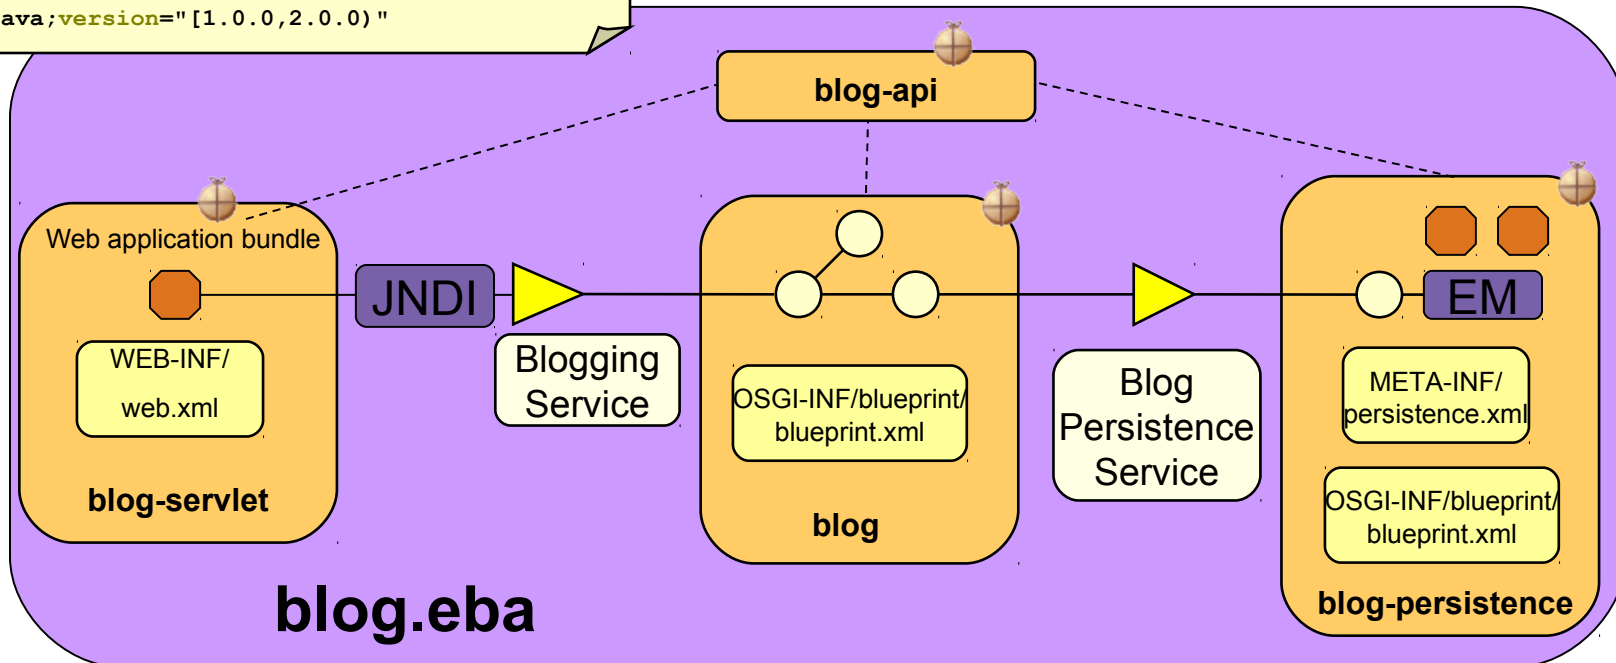 ava;version="[1.0.0,2.0.0)"
blog-api
Web application bundle
JNDI
EM
WEB-INF/
web.xml
Blogging
Service
OSGI-INF/blueprint/
blueprint.xml
Blog
Persistence
Service
META-INF/
persistence.xml
OSGI-INF/blueprint/
blueprint.xml
blog-servlet
blog
blog-persistence
blog.eba